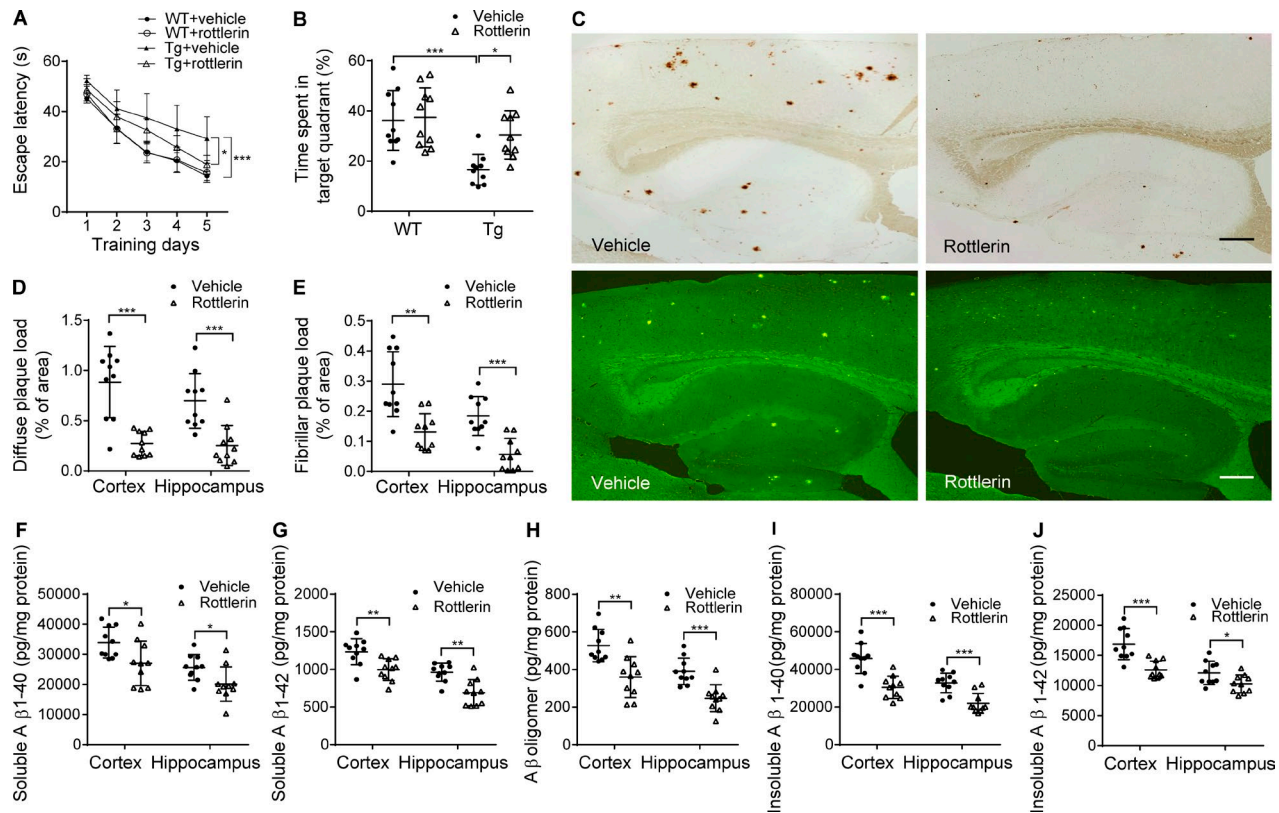 A
WT+vehicle
WT+rottlerin
Tg+vehicle
Tg+rottlerin
Escape latency (s)
60
40
20
0
1 2 3 4 5
Training days
*
***
B
Vehicle
Rottlerin
Time spent in
target quadrant (%)
80
60
40
20
0
***
*
WT Tg
C
Vehicle
Rottlerin
Vehicle
Rottlerin
D
Vehicle
Rottlerin
Diffuse plaque load
(% of area)
1.5
1.0
0.5
0.0
***
***
Cortex Hippocampus
E
Vehicle
Rottlerin
Fibrillar plaque load
(% of area)
0.5
0.4
0.3
0.2
0.1
0.0
**
***
Cortex Hippocampus
F
Vehicle
Rottlerin
Soluble A β1-40 (pg/mg protein)
50000
40000
30000
20000
10000
0
*
*
Cortex Hippocampus
G
Vehicle
Rottlerin
Soluble A β1-42 (pg/mg protein)
2000
1500
1000
500
0
**
**
Cortex Hippocampus
H
Vehicle
Rottlerin
Aβ oligomer (pg/mg protein)
800
600
400
200
0
**
***
Cortex Hippocampus
I
Vehicle
Rottlerin
Insoluble A β 1-40 (pg/mg protein)
80000
60000
40000
20000
0
***
***
Cortex Hippocampus
J
Vehicle
Rottlerin
Insoluble A β 1-42 (pg/mg protein)
25000
20000
15000
10000
5000
0
***
*
Cortex Hippocampus